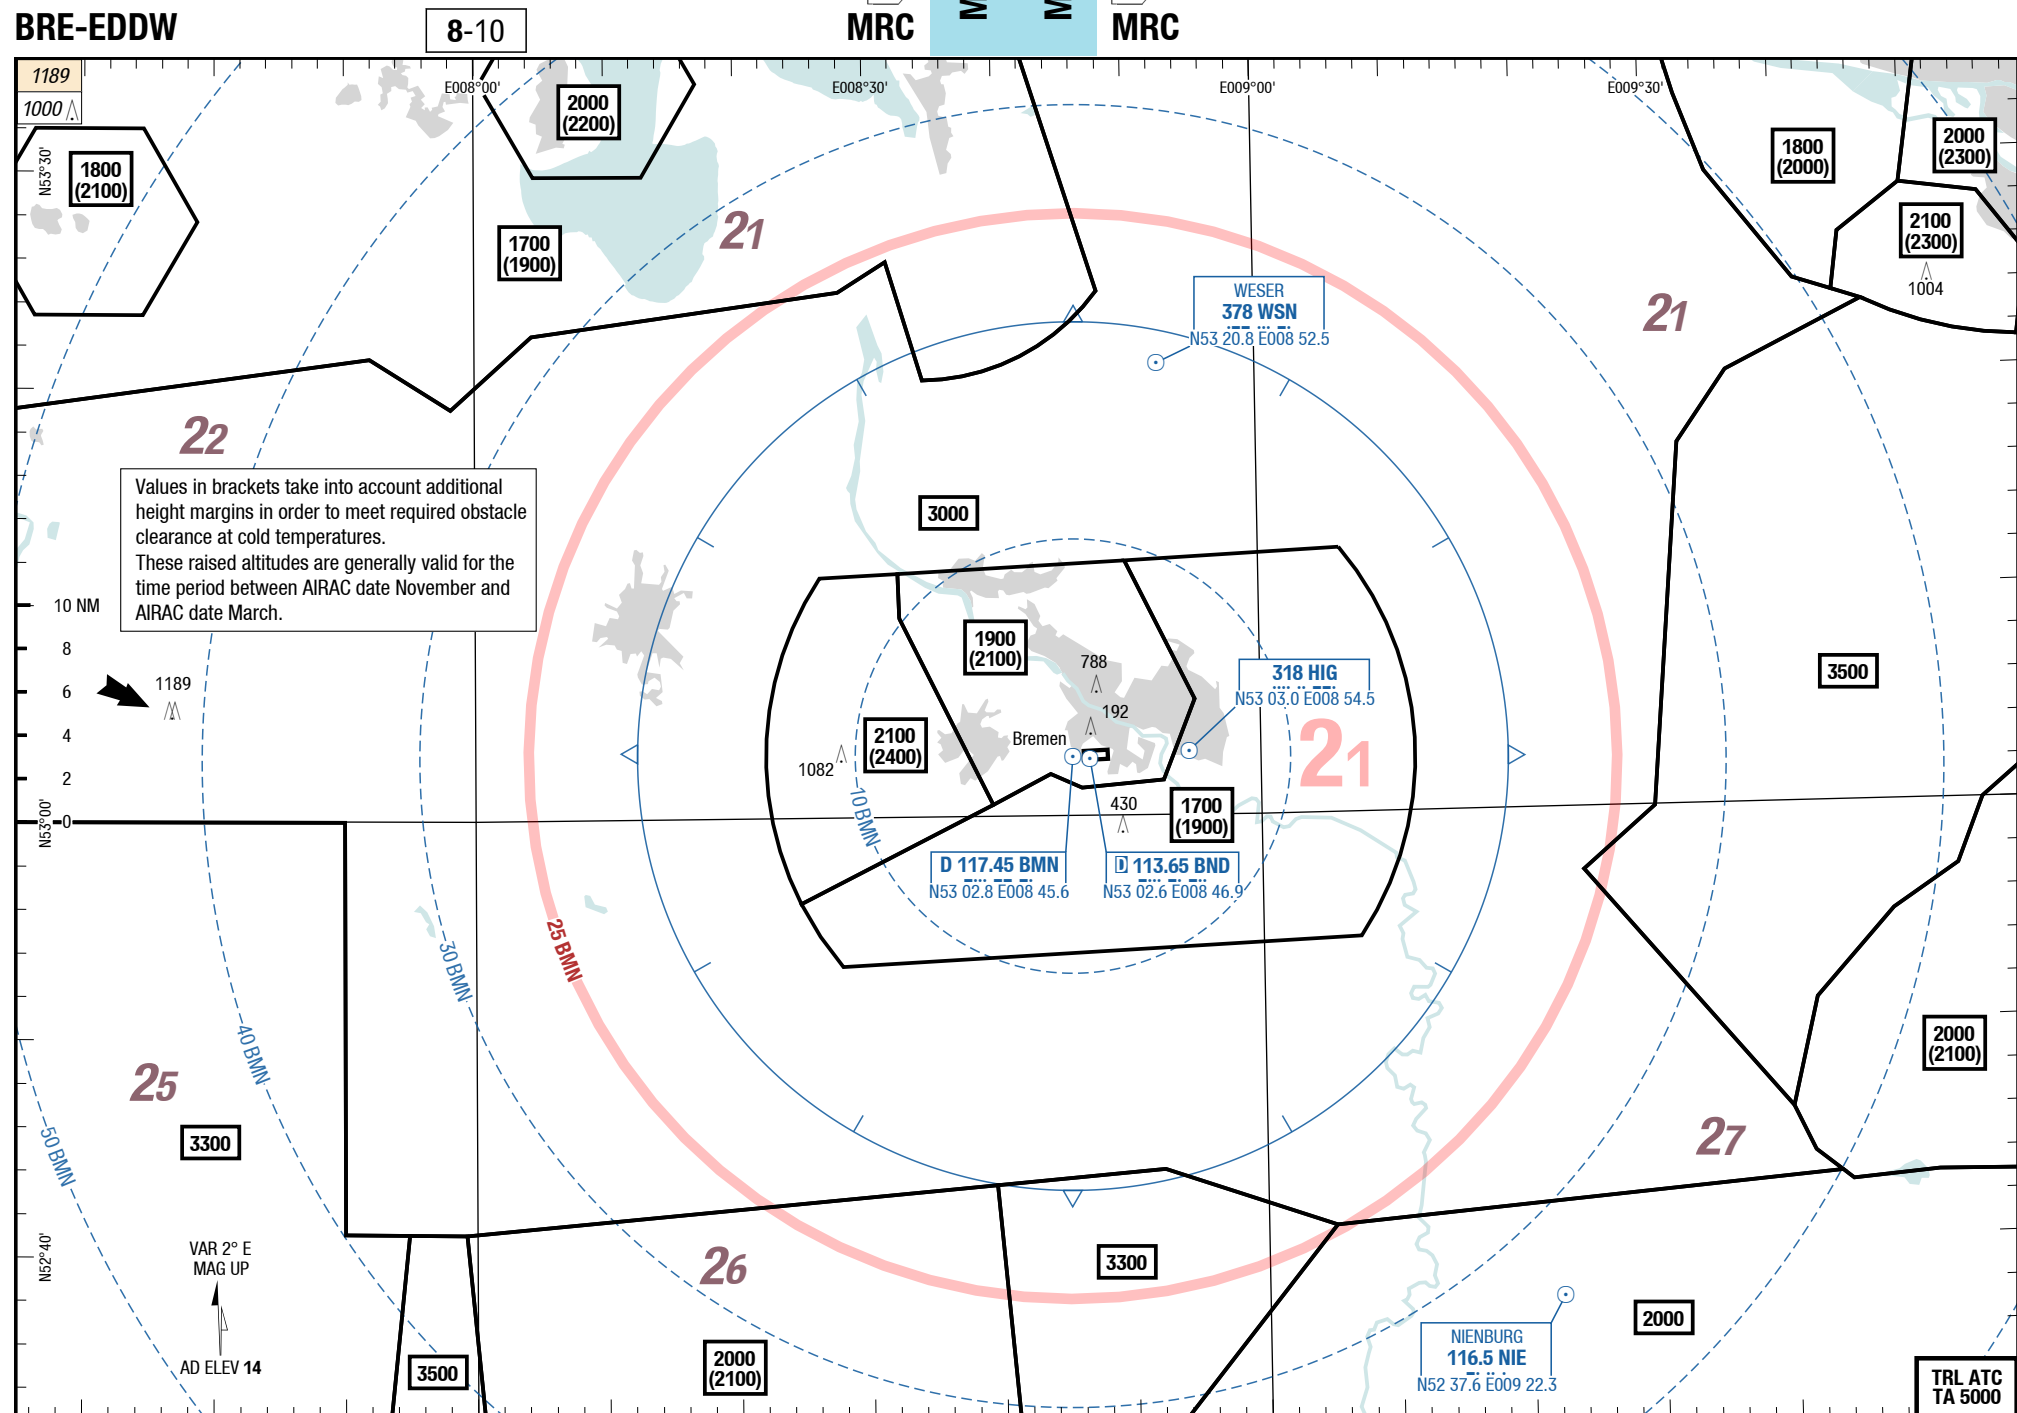 BRE-EDDW
8-10
MRC
M
M
MRC
1189
1000
E008°00'
E008°30'
E009°00'
E009°30'
N53°30'
1800
(2100)
2000
(2200)
1700
(1900)
21
1800
(2000)
2000
(2300)
2100
(2300)
1004
21
WESER
378 WSN
N53 20.8 E008 52.5
22
Values in brackets take into account additional
height margins in order to meet required obstacle
clearance at cold temperatures.
These raised altitudes are generally valid for the
time period between AIRAC date November and
AIRAC date March.
3000
10 NM
8
6
4
2
0
N53°00'
1189
1900
(2100)
788
192
Bremen
318 HIG
N53 03.0 E008 54.5
3500
2100
(2400)
1082
21
10 BMN
430
1700
(1900)
D 117.45 BMN
N53 02.8 E008 45.6
D 113.65 BND
N53 02.6 E008 46.9
25 BMN
30 BMN
40 BMN
50 BMN
25
3300
2000
(2100)
27
26
3300
N52°40'
VAR 2° E
MAG UP
AD ELEV 14
3500
2000
(2100)
2000
NIENBURG
116.5 NIE
N52 37.6 E009 22.3
TRL ATC
TA 5000